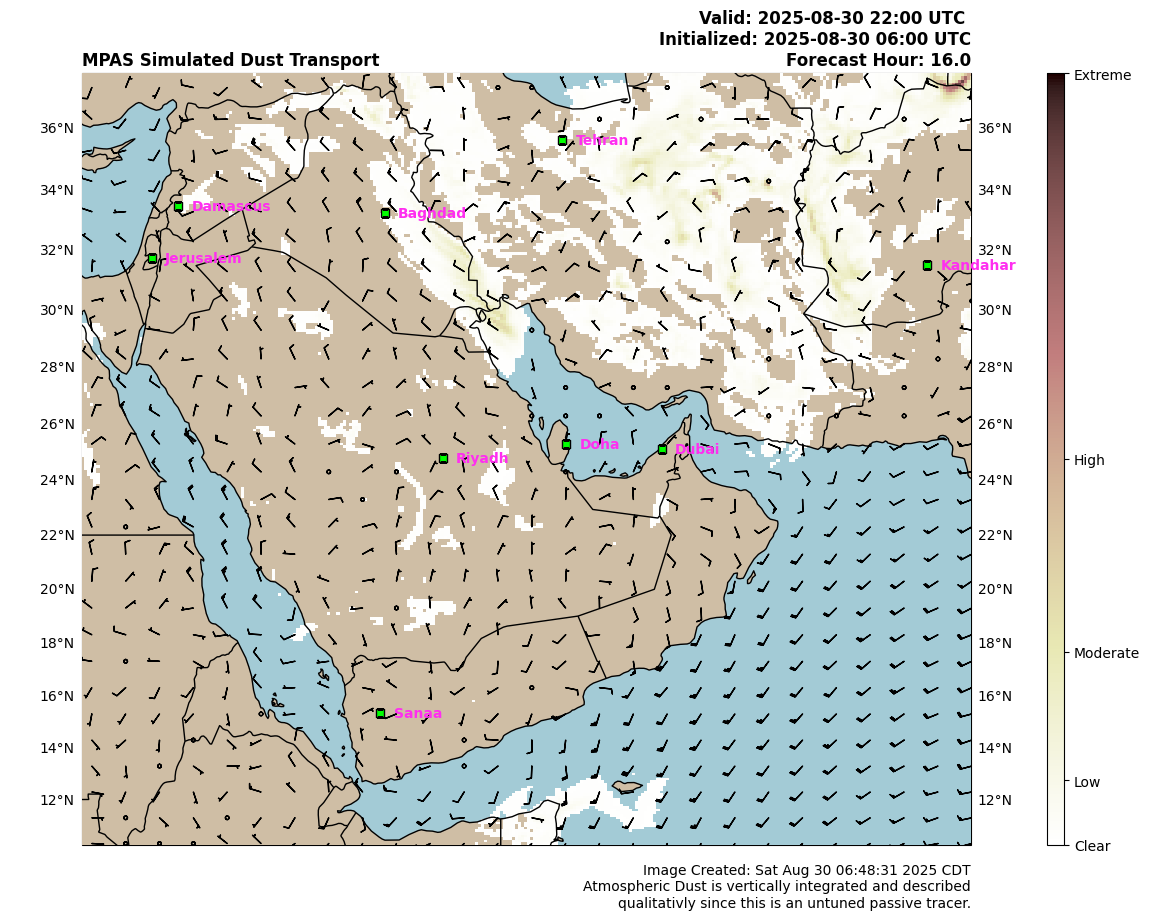 Valid: 2025-08-30 22:00 UTC
Initialized: 2025-08-30 06:00 UTC
MPAS Simulated Dust Transport Forecast Hour: 16.0
Extreme
36°N Tehran 36°N
34°N Damascus Baghdad 34°N
32°N Jerusalem 32°N
Kandahar
30°N 30°N
28°N 28°N
26°N 26°N
Doha Dubai
Riyadh High
24°N 24°N
22°N 22°N
20°N 20°N
18°N 18°N
Moderate
16°N 16°N
Sanaa
14°N 14°N
Low
12°N 12°N
Clear
Image Created: Sat Aug 30 06:48:31 2025 CDT
Atmospheric Dust is vertically integrated and described
qualitativly since this is an untuned passive tracer.